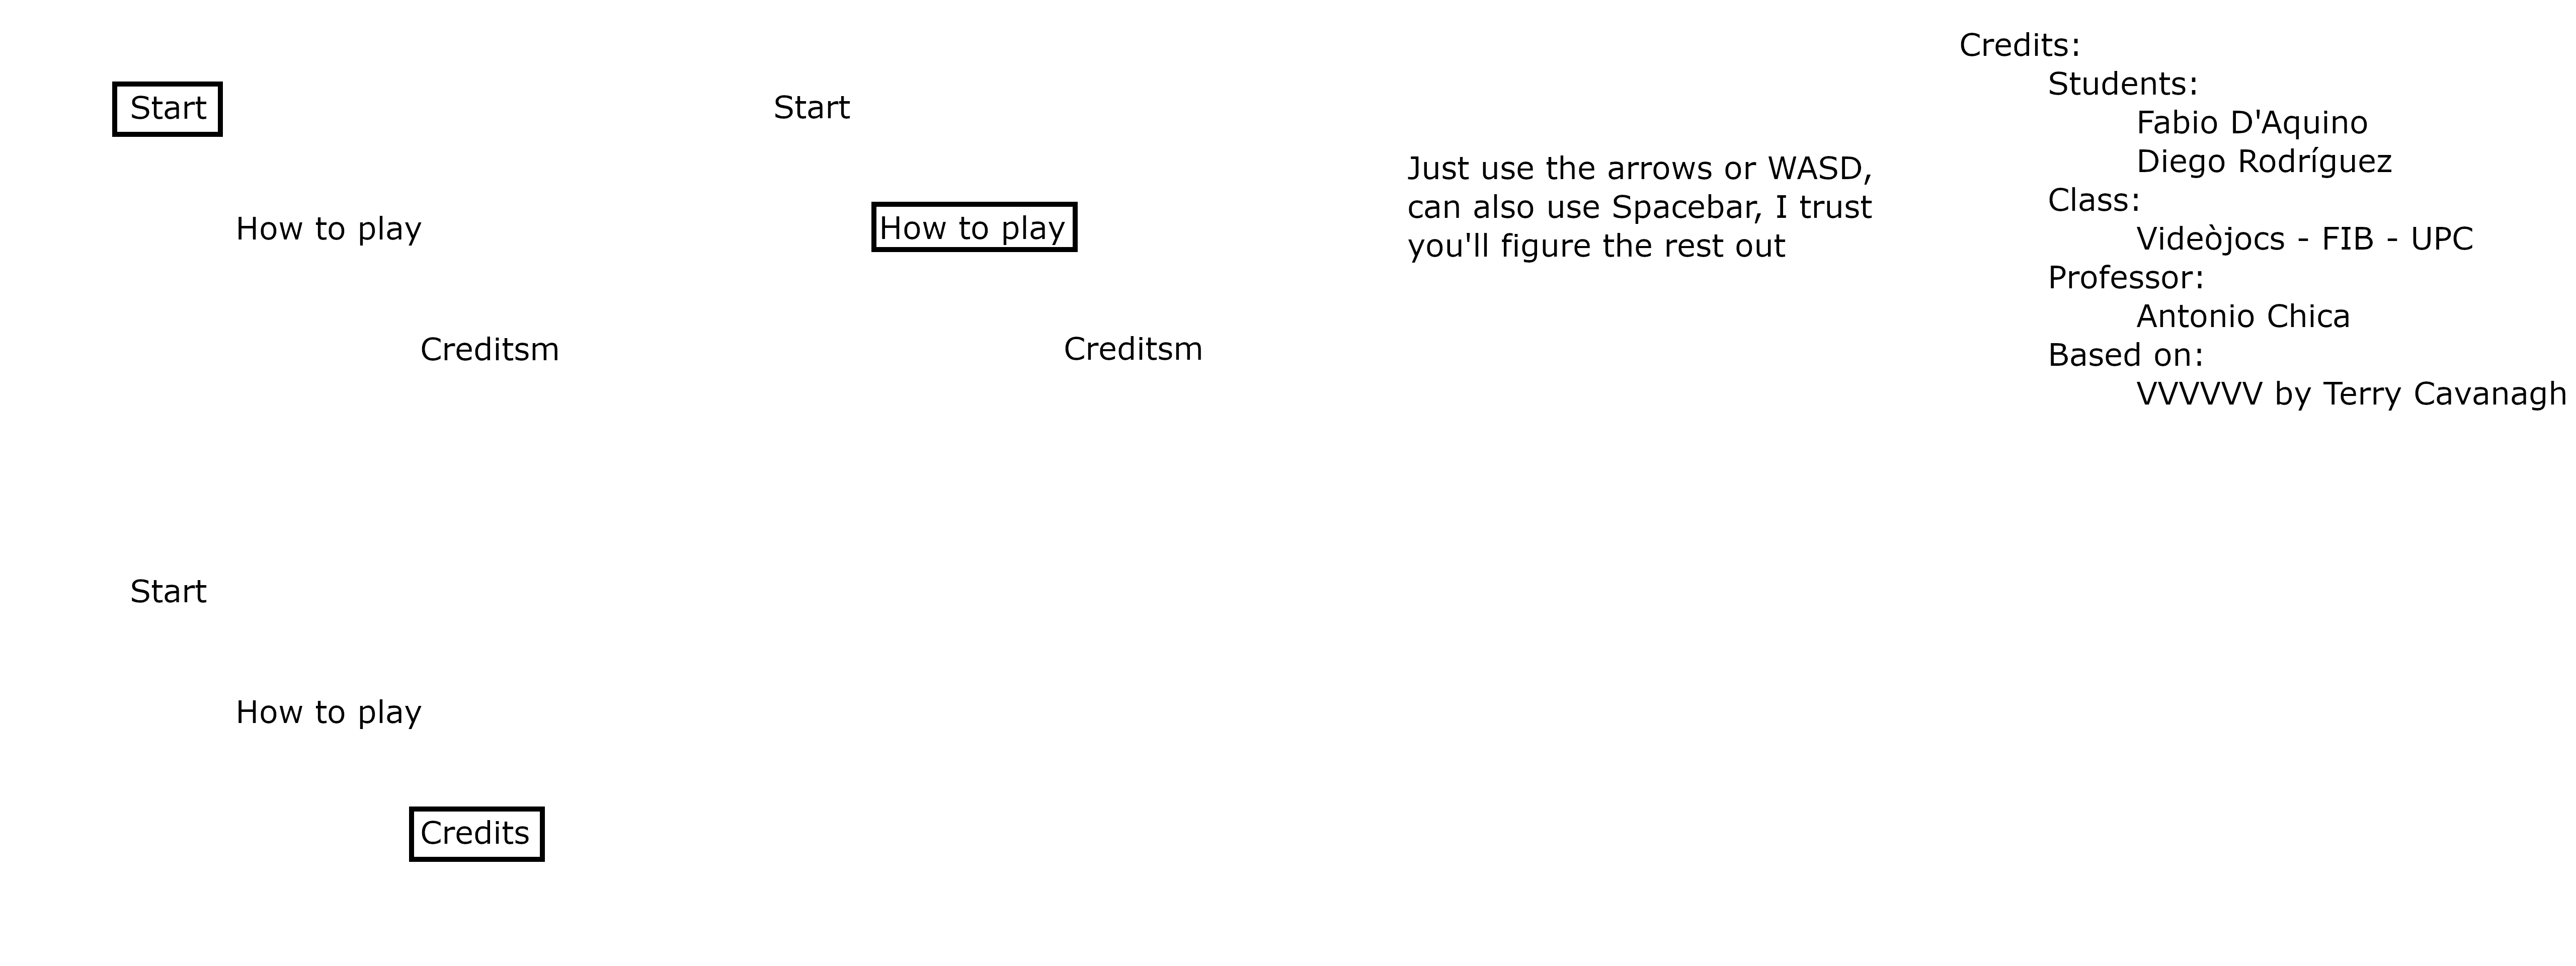 Start
How to play
Creditsm
Start
How to play
Creditsm
Just use the arrows or WASD,
can also use Spacebar, I trust
you'll figure the rest out
Credits:
Students:
Fabio D'Aquino
Diego Rodríguez
Class:
Videòjocs - FIB - UPC
Professor:
Antonio Chica
Based on:
VVVVVV by Terry Cavanagh
Start
How to play
Credits